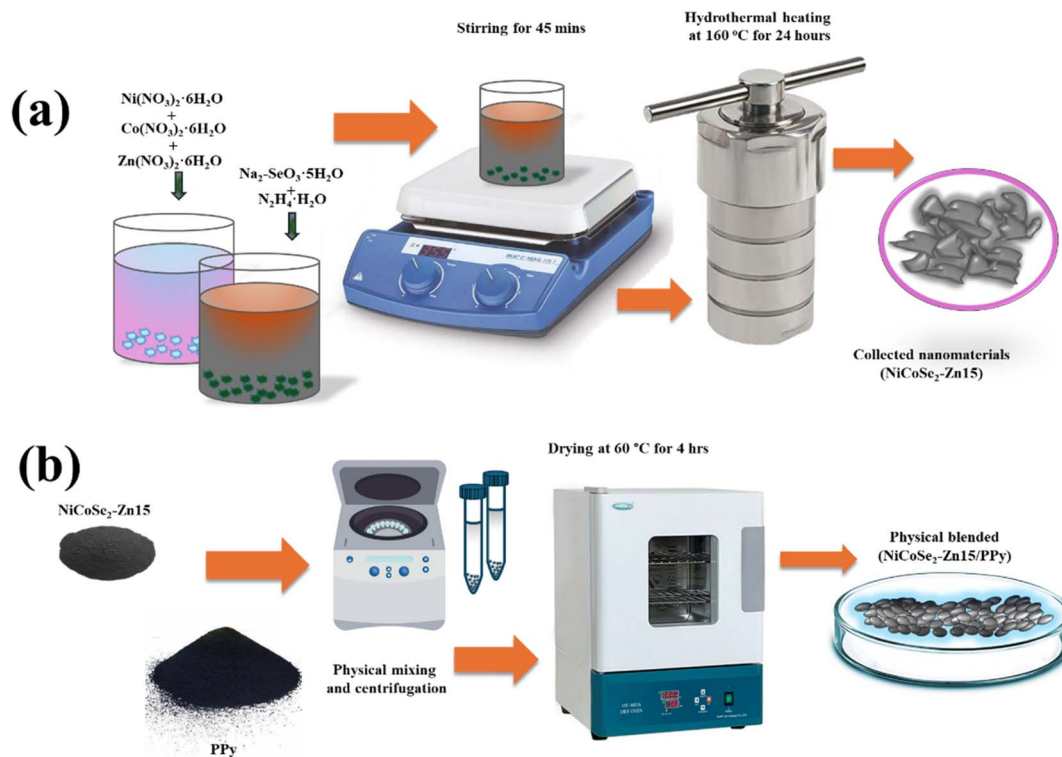 (a)
Ni(NO₃)₂·6H₂O
+
Co(NO₃)₂·6H₂O
+
Zn(NO₃)₂·6H₂O
Na₂-SeO₃·5H₂O
+
N₂H₄·H₂O
Stirring for 45 mins
Hydrothermal heating
at 160 °C for 24 hours
Collected nanomaterials
(NiCoSe₂-Zn15)
(b)
NiCoSe₂-Zn15
PPy
Physical mixing
and centrifugation
Drying at 60 °C for 4 hrs
DRY OVEN
Physical blended
(NiCoSe₂-Zn15/PPy)